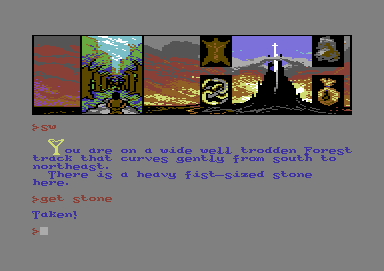 >sw
You are on a wide well trodden Forest
track that curves gently from south to
northeast.
There is a heavy fist-sized stone
here.
>get stone
Taken!
>